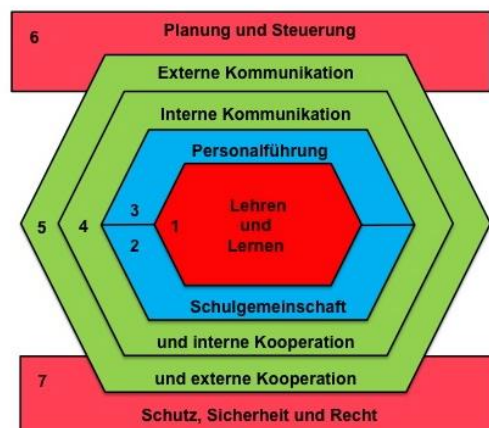 6 Planung und Steuerung
Externe Kommunikation
Interne Kommunikation
Personalführung
3
5 4 1 Lehren
und
Lernen
2
Schulgemeinschaft
und interne Kooperation
7 und externe Kooperation
Schutz, Sicherheit und Recht